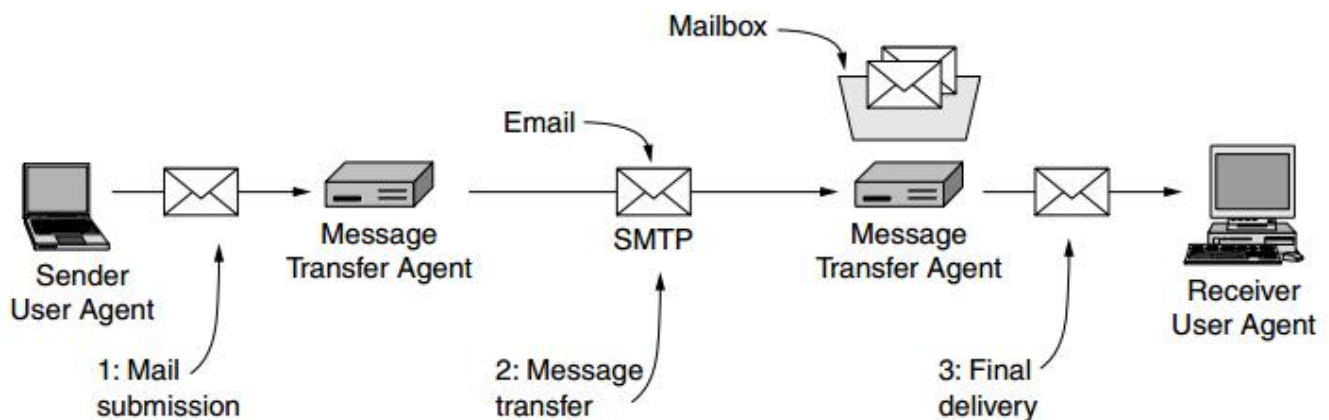 Mailbox
Email
Sender
User Agent
Message
Transfer Agent
SMTP
Message
Transfer Agent
Receiver
User Agent
1: Mail
submission
2: Message
transfer
3: Final
delivery